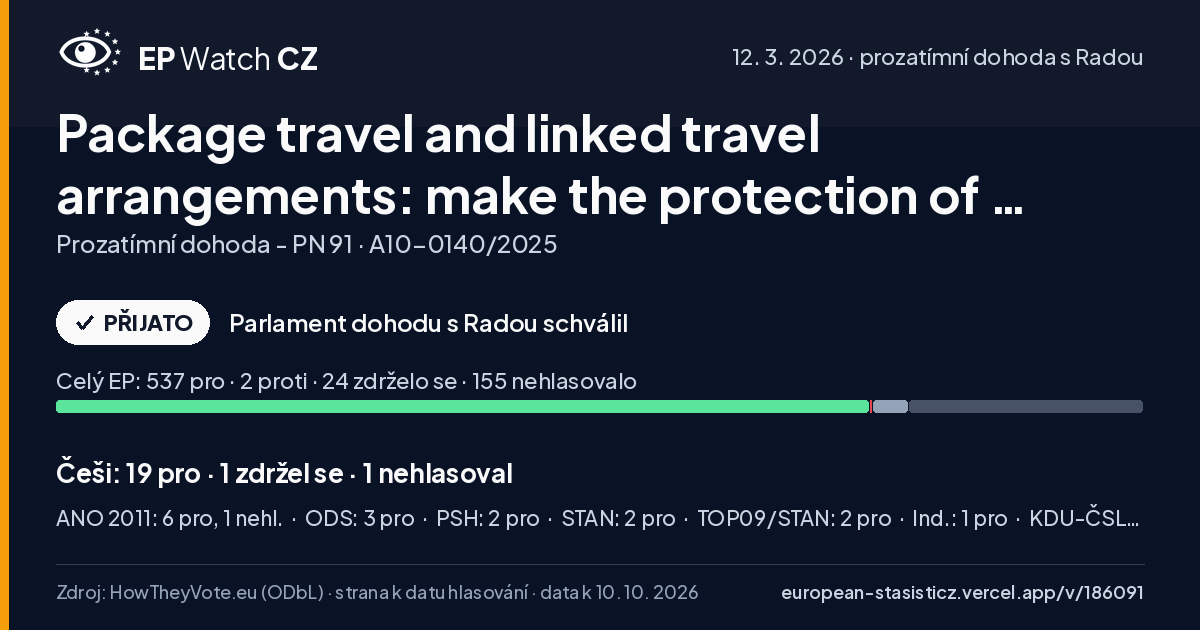 EP Watch CZ
12. 3. 2026 · prozatímní dohoda s Radou
Package travel and linked travel
arrangements: make the protection of …
Prozatímní dohoda – PN 91 · A10-0140/2025
✓ PŘIJATO
Parlament dohodu s Radou schválil
Celý EP: 537 pro · 2 proti · 24 zdrželo se · 155 nehlasovalo
Češi: 19 pro · 1 zdržel se · 1 nehlasoval
ANO 2011: 6 pro, 1 nehl. · ODS: 3 pro · PSH: 2 pro · STAN: 2 pro · TOP09/STAN: 2 pro · Ind.: 1 pro · KDU-ČSL…
Zdroj: HowTheyVote.eu (ODbL) · strana k datu hlasování · data k 10. 10. 2026
european-stasisticz.vercel.app/v/186091